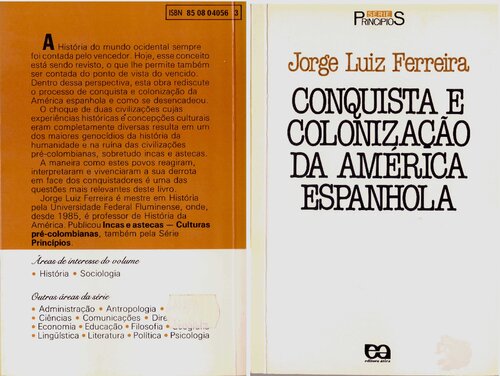 ISBN 85 08 04056 3
A História do mundo ocidental sempre
foi contada pelo vencedor. Hoje, esse conceito
está sendo revisto, o que lhe permite também
ser contada do ponto de vista do vencido.
Dentro dessa perspectiva, esta obra rediscute
o processo de conquista e colonização da
América espanhola e como se desencadeou.
O choque de duas civilizações cujas
experiências históricas e concepções culturais
eram completamente diversas resulta em um
dos maiores genocídios da história da
humanidade e na ruína das civilizações
pré-colombianas, sobretudo incas e astecas.
A maneira como estes povos reagiram,
interpretaram e vivenciaram a sua derrota
em face dos conquistadores é uma das
questões mais relevantes deste livro.
Jorge Luiz Ferreira é mestre em História
pela Universidade Federal Fluminense, onde,
desde 1985, é professor de História da
América. Publicou Incas e astecas — Culturas
pré-colombianas, também pela Série
Princípios.
Áreas de interesse do volume
• História • Sociologia
Outras áreas da série
• Administração • Antropologia •
• Ciências • Comunicações •
• Economia • Educação • Filosofia •
• Lingüística • Literatura • Política • Psicologia
SÉRIE
PRINCÍPIOS
Jorge Luiz Ferreira
CONQUISTA E
COLONIZAÇÃO
DA AMÉRICA
ESPANHOLA
editora ática